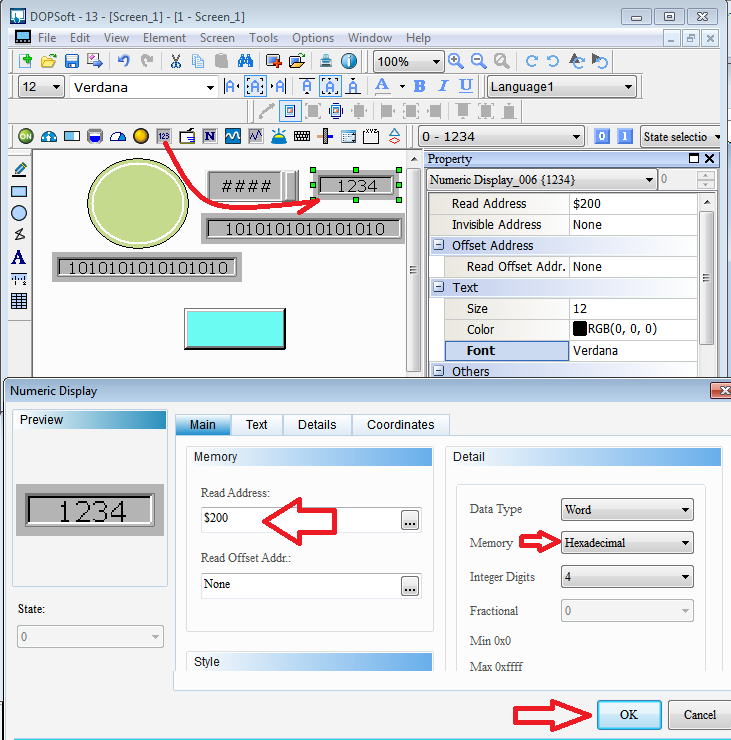 DOPSoft - 13 - [Screen_1] - [1 - Screen_1]
File Edit View Element Screen Tools Options Window Help
100%
12 Verdana A B I U Language1
ON 123 N XYZ 0 - 1234 0 1 State selectio
#### 1234
1010101010101010
1010101010101010
A
Property
Numeric Display_006 {1234} 0
Read Address $200
Invisible Address None
Offset Address
Read Offset Addr. None
Text
Size 12
Color RGB(0, 0, 0)
Font Verdana
Others
Numeric Display
Preview
1234
State:
0
Main Text Details Coordinates
Memory
Read Address:
$200 ...
Read Offset Addr.:
None ...
Style
Detail
Data Type Word
Memory Hexadecimal
Integer Digits 4
Fractional 0
Min 0x0
Max 0xffff
OK Cancel